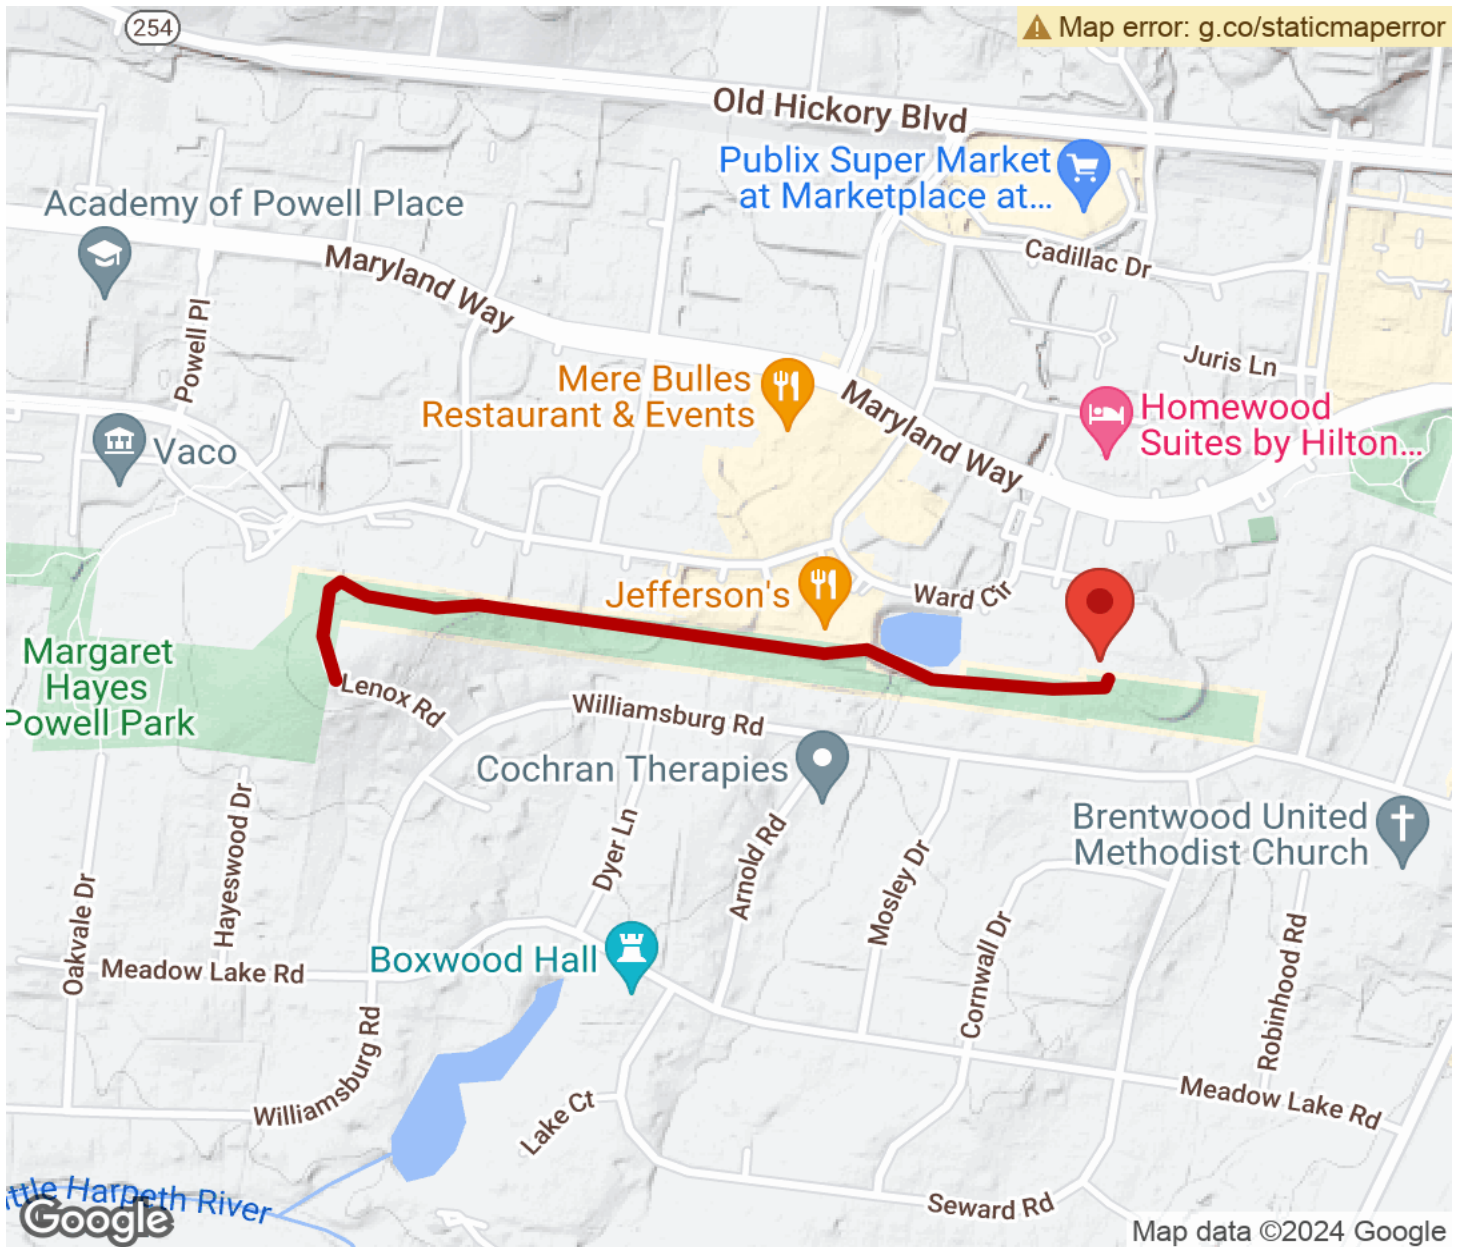 254
Map error: g.co/staticmaperror
Old Hickory Blvd
Publix Super Market
at Marketplace at...
Academy of Powell Place
Cadillac Dr
Maryland Way
Powell Pl
Juris Ln
Mere Bulles
Restaurant & Events
Maryland Way
Homewood
Suites by Hilton...
Vaco
Jefferson's
Ward Cir
Margaret
Hayes
Powell Park
Lenox Rd
Williamsburg Rd
Cochran Therapies
Hayeswood Dr
Dyer Ln
Arnold Rd
Mosley Dr
Brentwood United
Methodist Church
Oakvale Dr
Cornwall Dr
Robinhood Rd
Boxwood Hall
Meadow Lake Rd
Williamsburg Rd
Lake Ct
Meadow Lake Rd
ttle Harpeth River
Seward Rd
Google
Map data ©2024 Google